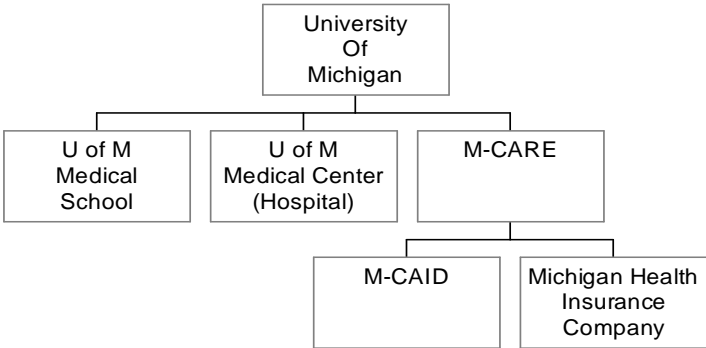 University
Of
Michigan
U of M
Medical
School
U of M
Medical Center
(Hospital)
M-CARE
M-CAID
Michigan Health
Insurance
Company